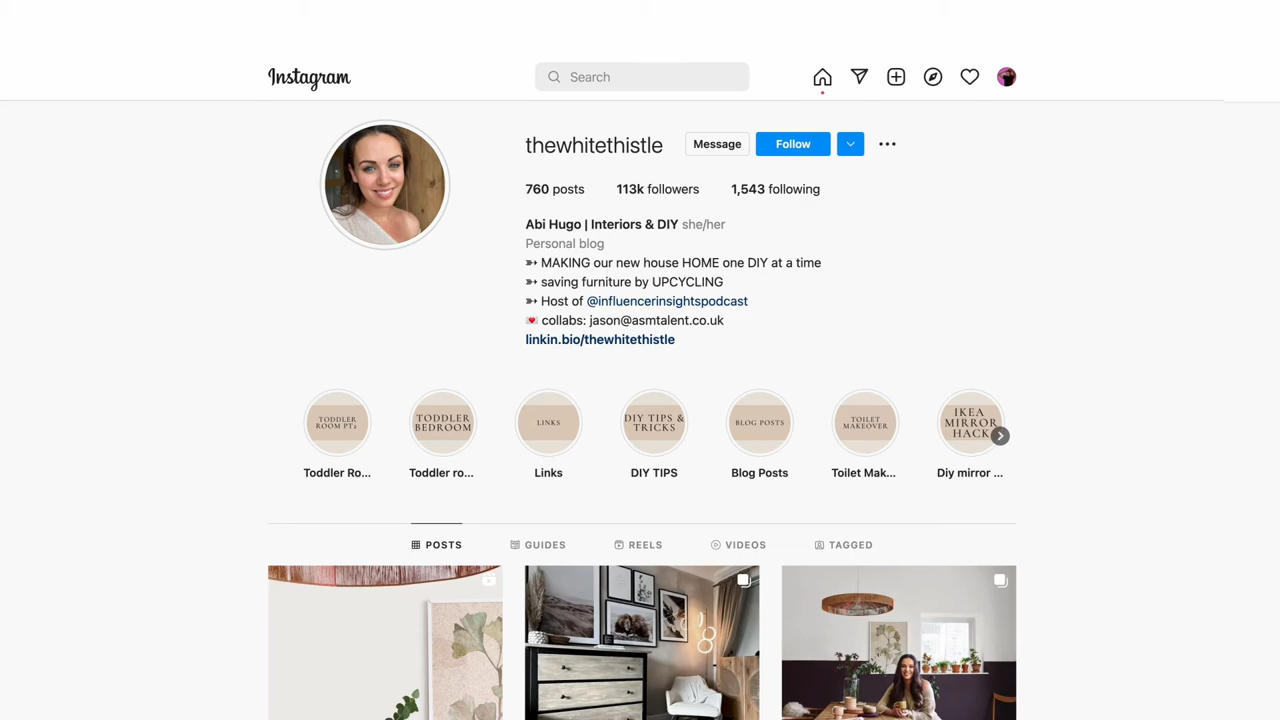 Instagram
Search
thewhitethistle
Message
Follow
760 posts
113k followers
1,543 following
Abi Hugo | Interiors & DIY she/her
Personal blog
➳ MAKING our new house HOME one DIY at a time
➳ saving furniture by UPCYCLING
➳ Host of @influencerinsightspodcast
💌 collabs: jason@asmtalent.co.uk
linkin.bio/thewhitethistle
TODDLER
ROOM PT2
TODDLER
BEDROOM
LINKS
DIY TIPS &
TRICKS
BLOG POSTS
TOILET
MAKEOVER
IKEA
MIRROR
HACK
Toddler Ro...
Toddler ro...
Links
DIY TIPS
Blog Posts
Toilet Mak...
Diy mirror ...
POSTS
GUIDES
REELS
VIDEOS
TAGGED